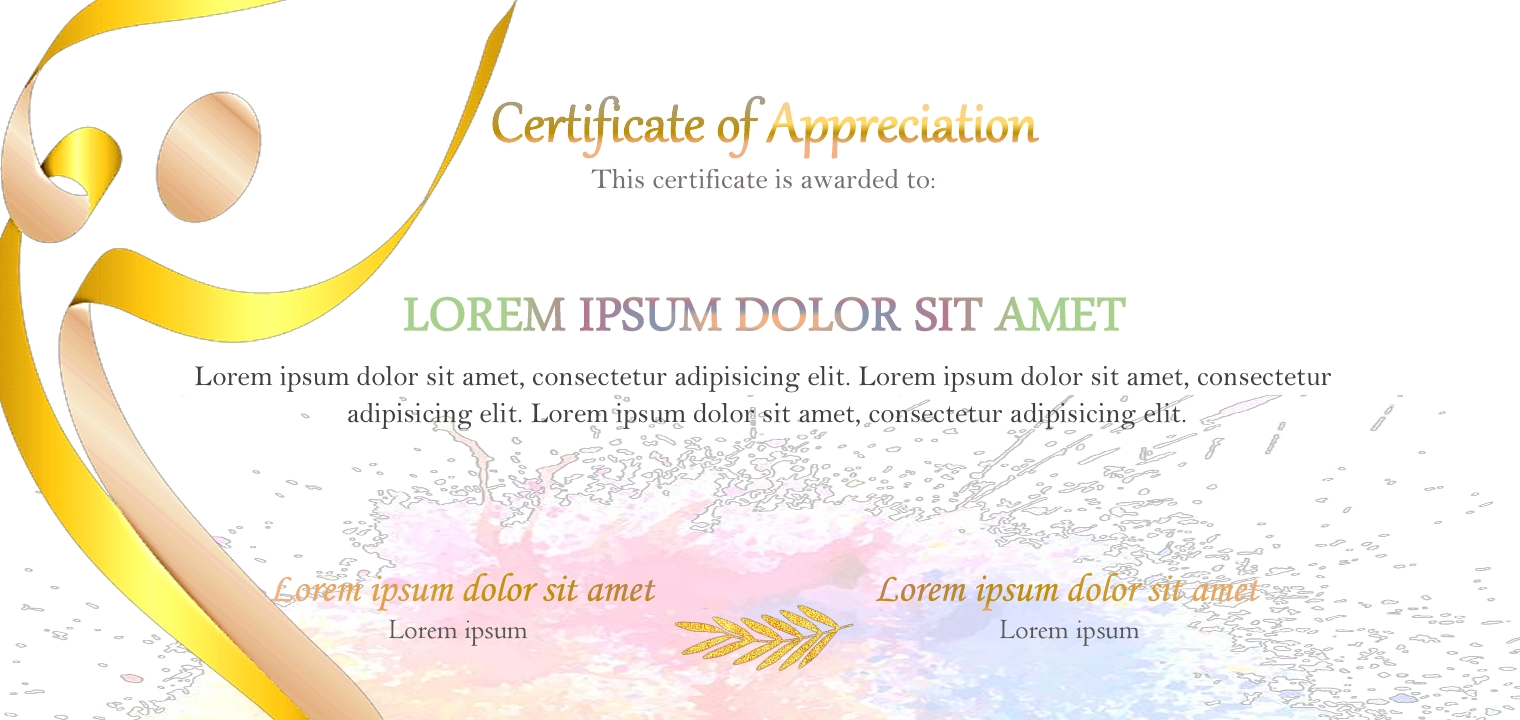 Certificate of Appreciation
This certificate is awarded to:
LOREM IPSUM DOLOR SIT AMET
Lorem ipsum dolor sit amet, consectetur adipisicing elit. Lorem ipsum dolor sit amet, consectetur
adipisicing elit. Lorem ipsum dolor sit amet, consectetur adipisicing elit.
Lorem ipsum dolor sit amet
Lorem ipsum
Lorem ipsum dolor sit amet
Lorem ipsum